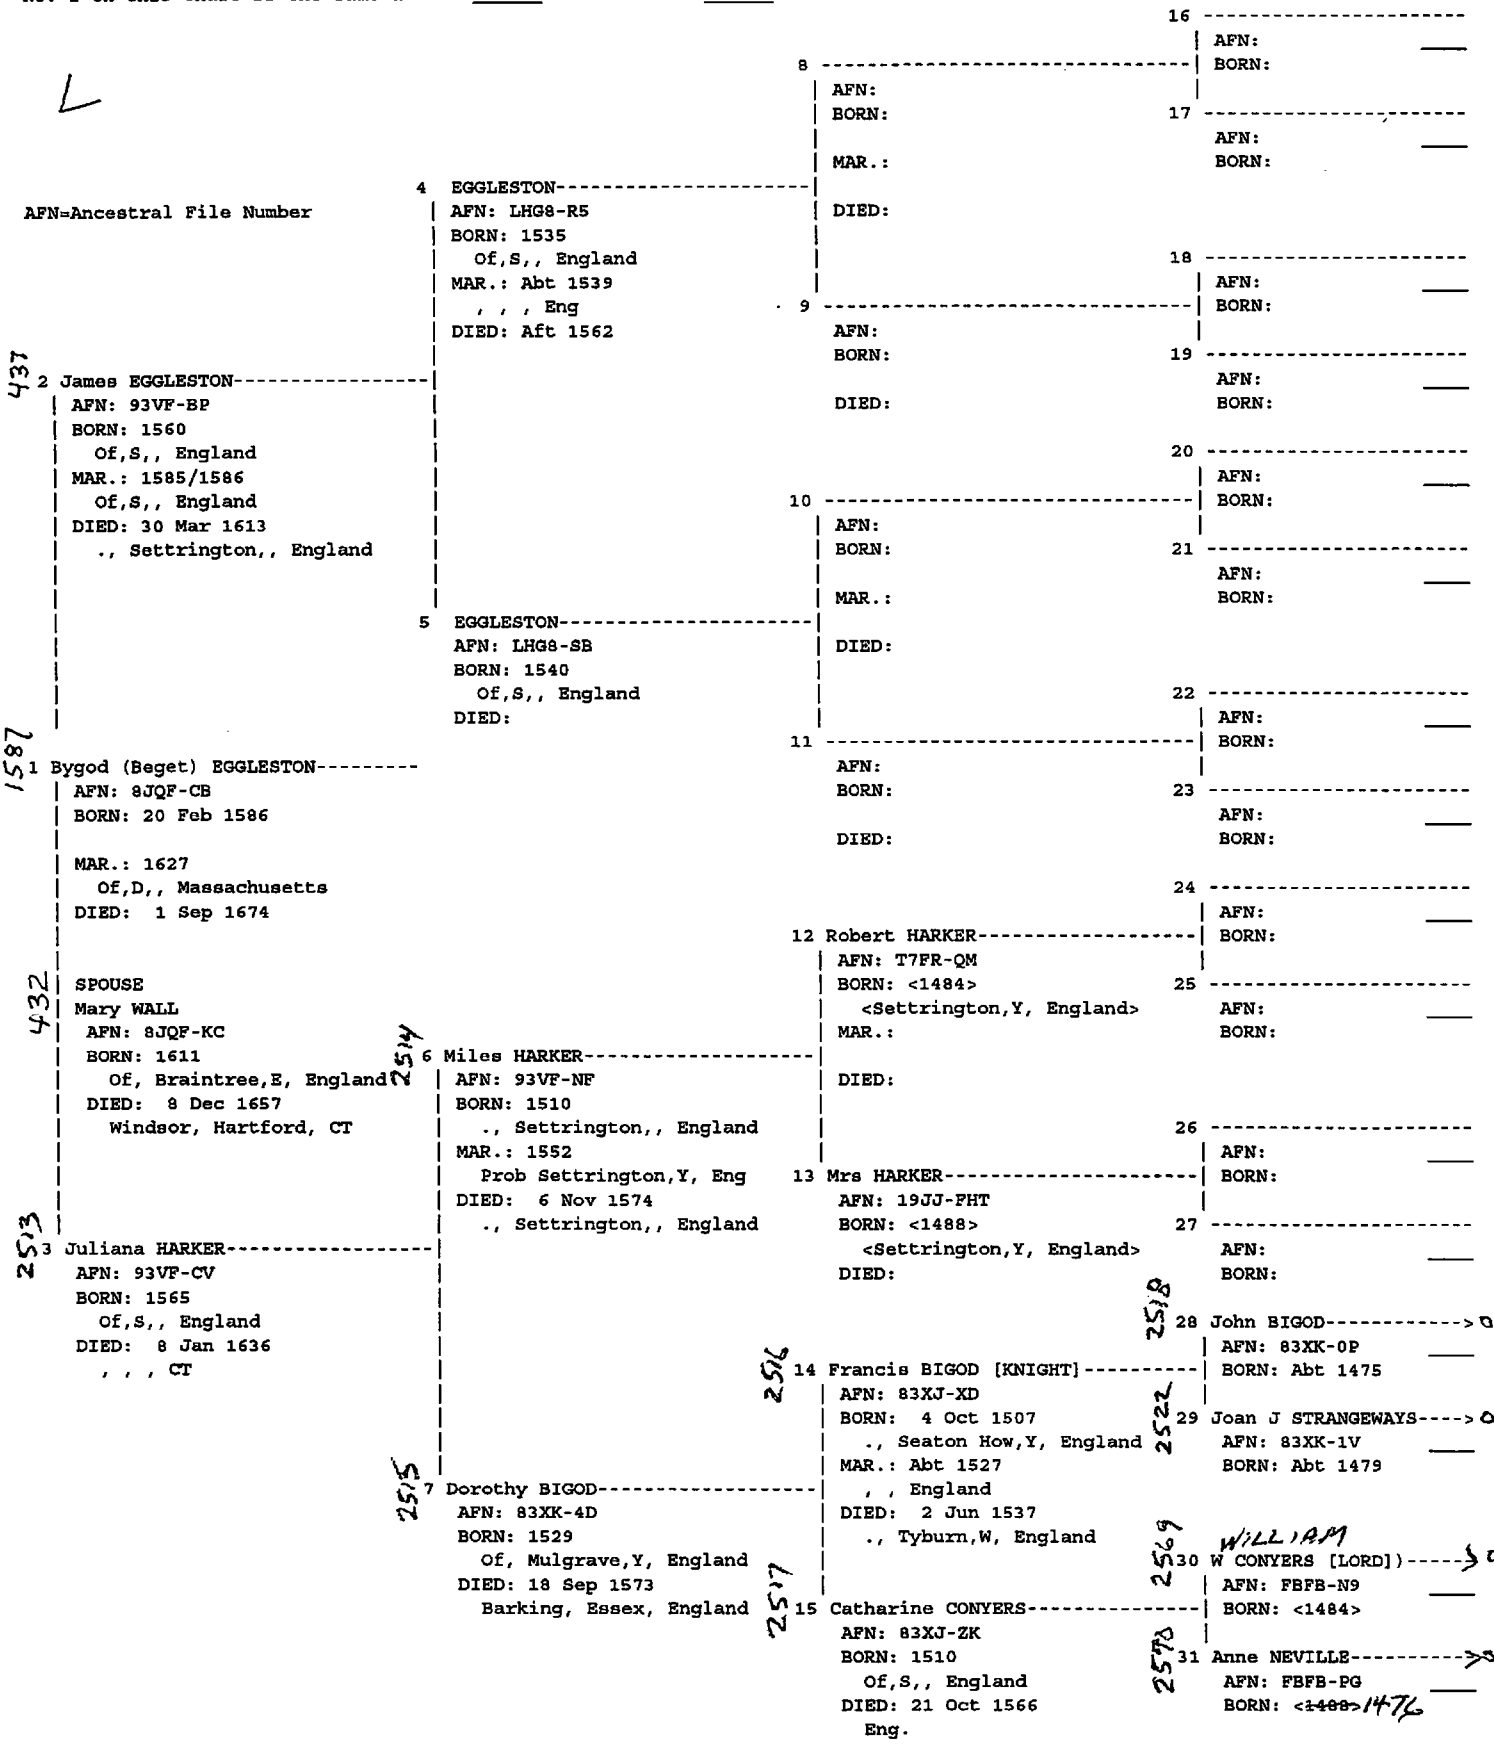 AFN=Ancestral File Number
437
2 James EGGLESTON
AFN: 93VF-BP
BORN: 1560
Of,S,, England
MAR.: 1585/1586
Of,S,, England
DIED: 30 Mar 1613
., Settrington,, England
1587
1 Bygod (Beget) EGGLESTON
AFN: 8JQF-CB
BORN: 20 Feb 1586
MAR.: 1627
Of,D,, Massachusetts
DIED: 1 Sep 1674
432
SPOUSE
Mary WALL
AFN: 8JQF-KC
BORN: 1611
Of, Braintree,E, England
DIED: 8 Dec 1657
Windsor, Hartford, CT
2513
3 Juliana HARKER
AFN: 93VF-CV
BORN: 1565
Of,S,, England
DIED: 8 Jan 1636
, , , CT
4 EGGLESTON
AFN: LHG8-R5
BORN: 1535
Of,S,, England
MAR.: Abt 1539
, , , Eng
DIED: Aft 1562
5 EGGLESTON
AFN: LHG8-SB
BORN: 1540
Of,S,, England
DIED:
2514
6 Miles HARKER
AFN: 93VF-NF
BORN: 1510
., Settrington,, England
MAR.: 1552
Prob Settrington,Y, Eng
DIED: 6 Nov 1574
., Settrington,, England
2515
7 Dorothy BIGOD
AFN: 83XK-4D
BORN: 1529
Of, Mulgrave,Y, England
DIED: 18 Sep 1573
Barking, Essex, England
8
AFN:
BORN:
MAR.:
DIED:
9
AFN:
BORN:
DIED:
10
AFN:
BORN:
MAR.:
DIED:
11
AFN:
BORN:
DIED:
12 Robert HARKER
AFN: T7FR-QM
BORN: <1484>
<Settrington,Y, England>
MAR.:
DIED:
13 Mrs HARKER
AFN: 19JJ-FHT
BORN: <1488>
<Settrington,Y, England>
DIED:
2516
14 Francis BIGOD [KNIGHT]
AFN: 83XJ-XD
BORN: 4 Oct 1507
., Seaton How,Y, England
MAR.: Abt 1527
, , England
DIED: 2 Jun 1537
., Tyburn,W, England
2517
15 Catharine CONYERS
AFN: 83XJ-ZK
BORN: 1510
Of,S,, England
DIED: 21 Oct 1566
Eng.
16
AFN:
BORN:
17
AFN:
BORN:
18
AFN:
BORN:
19
AFN:
BORN:
20
AFN:
BORN:
21
AFN:
BORN:
22
AFN:
BORN:
23
AFN:
BORN:
24
AFN:
BORN:
25
AFN:
BORN:
26
AFN:
BORN:
27
AFN:
BORN:
2518
28 John BIGOD
AFN: 83XK-0P
BORN: Abt 1475
2522
29 Joan J STRANGEWAYS
AFN: 83XK-1V
BORN: Abt 1479
2569
WILLIAM
30 W CONYERS [LORD])
AFN: FBFB-N9
BORN: <1484>
2570
31 Anne NEVILLE
AFN: FBFB-PG
BORN: <1488> 1476